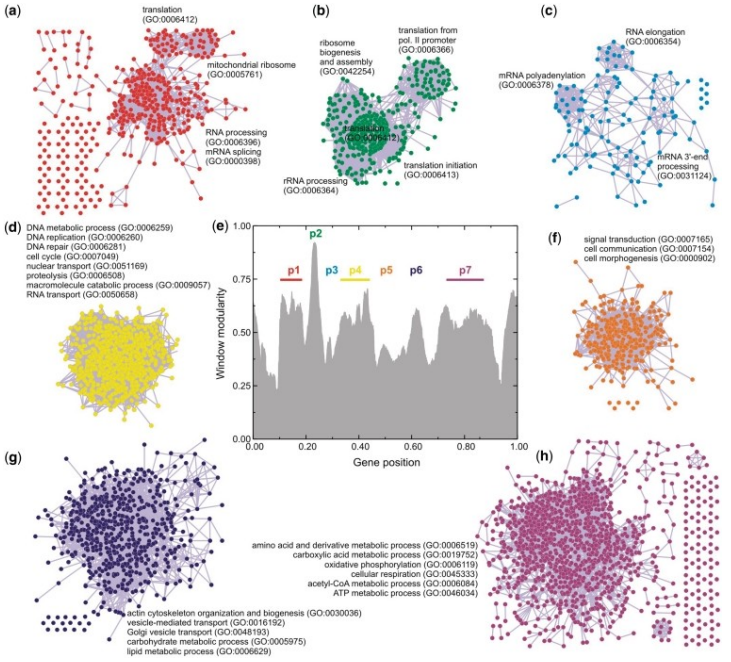 (a)
translation
(GO:0006412)
mitochondrial ribosome
(GO:0005761)
RNA processing
(GO:0006396)
mRNA splicing
(GO:0000398)
(b)
ribosome
biogenesis
and assembly
(GO:0042254)
translation from
pol. II promoter
(GO:0006366)
translation
(GO:0006412)
translation initiation
(GO:0006413)
rRNA processing
(GO:0006364)
(c)
RNA elongation
(GO:0006354)
mRNA polyadenylation
(GO:0006378)
mRNA 3'-end
processing
(GO:0031124)
(d)
DNA metabolic process (GO:0006259)
DNA replication (GO:0006260)
DNA repair (GO:0006281)
cell cycle (GO:0007049)
nuclear transport (GO:0051169)
proteolysis (GO:0006508)
macromolecule catabolic process (GO:0009057)
RNA transport (GO:0050658)
(e)
1.00
0.75
0.50
0.25
0.00
Window modularity
p1
p2
p3
p4
p5
p6
p7
0.00 0.20 0.40 0.60 0.80 1.00
Gene position
(f)
signal transduction (GO:0007165)
cell communication (GO:0007154)
cell morphogenesis (GO:0000902)
(g)
actin cytoskeleton organization and biogenesis (GO:0030036)
vesicle-mediated transport (GO:0016192)
Golgi vesicle transport (GO:0048193)
carbohydrate metabolic process (GO:0005975)
lipid metabolic process (GO:0006629)
(h)
amino acid and derivative metabolic process (GO:0006519)
carboxylic acid metabolic process (GO:0019752)
oxidative phosphorylation (GO:0006119)
cellular respiration (GO:0045333)
acetyl-CoA metabolic process (GO:0006084)
ATP metabolic process (GO:0046034)